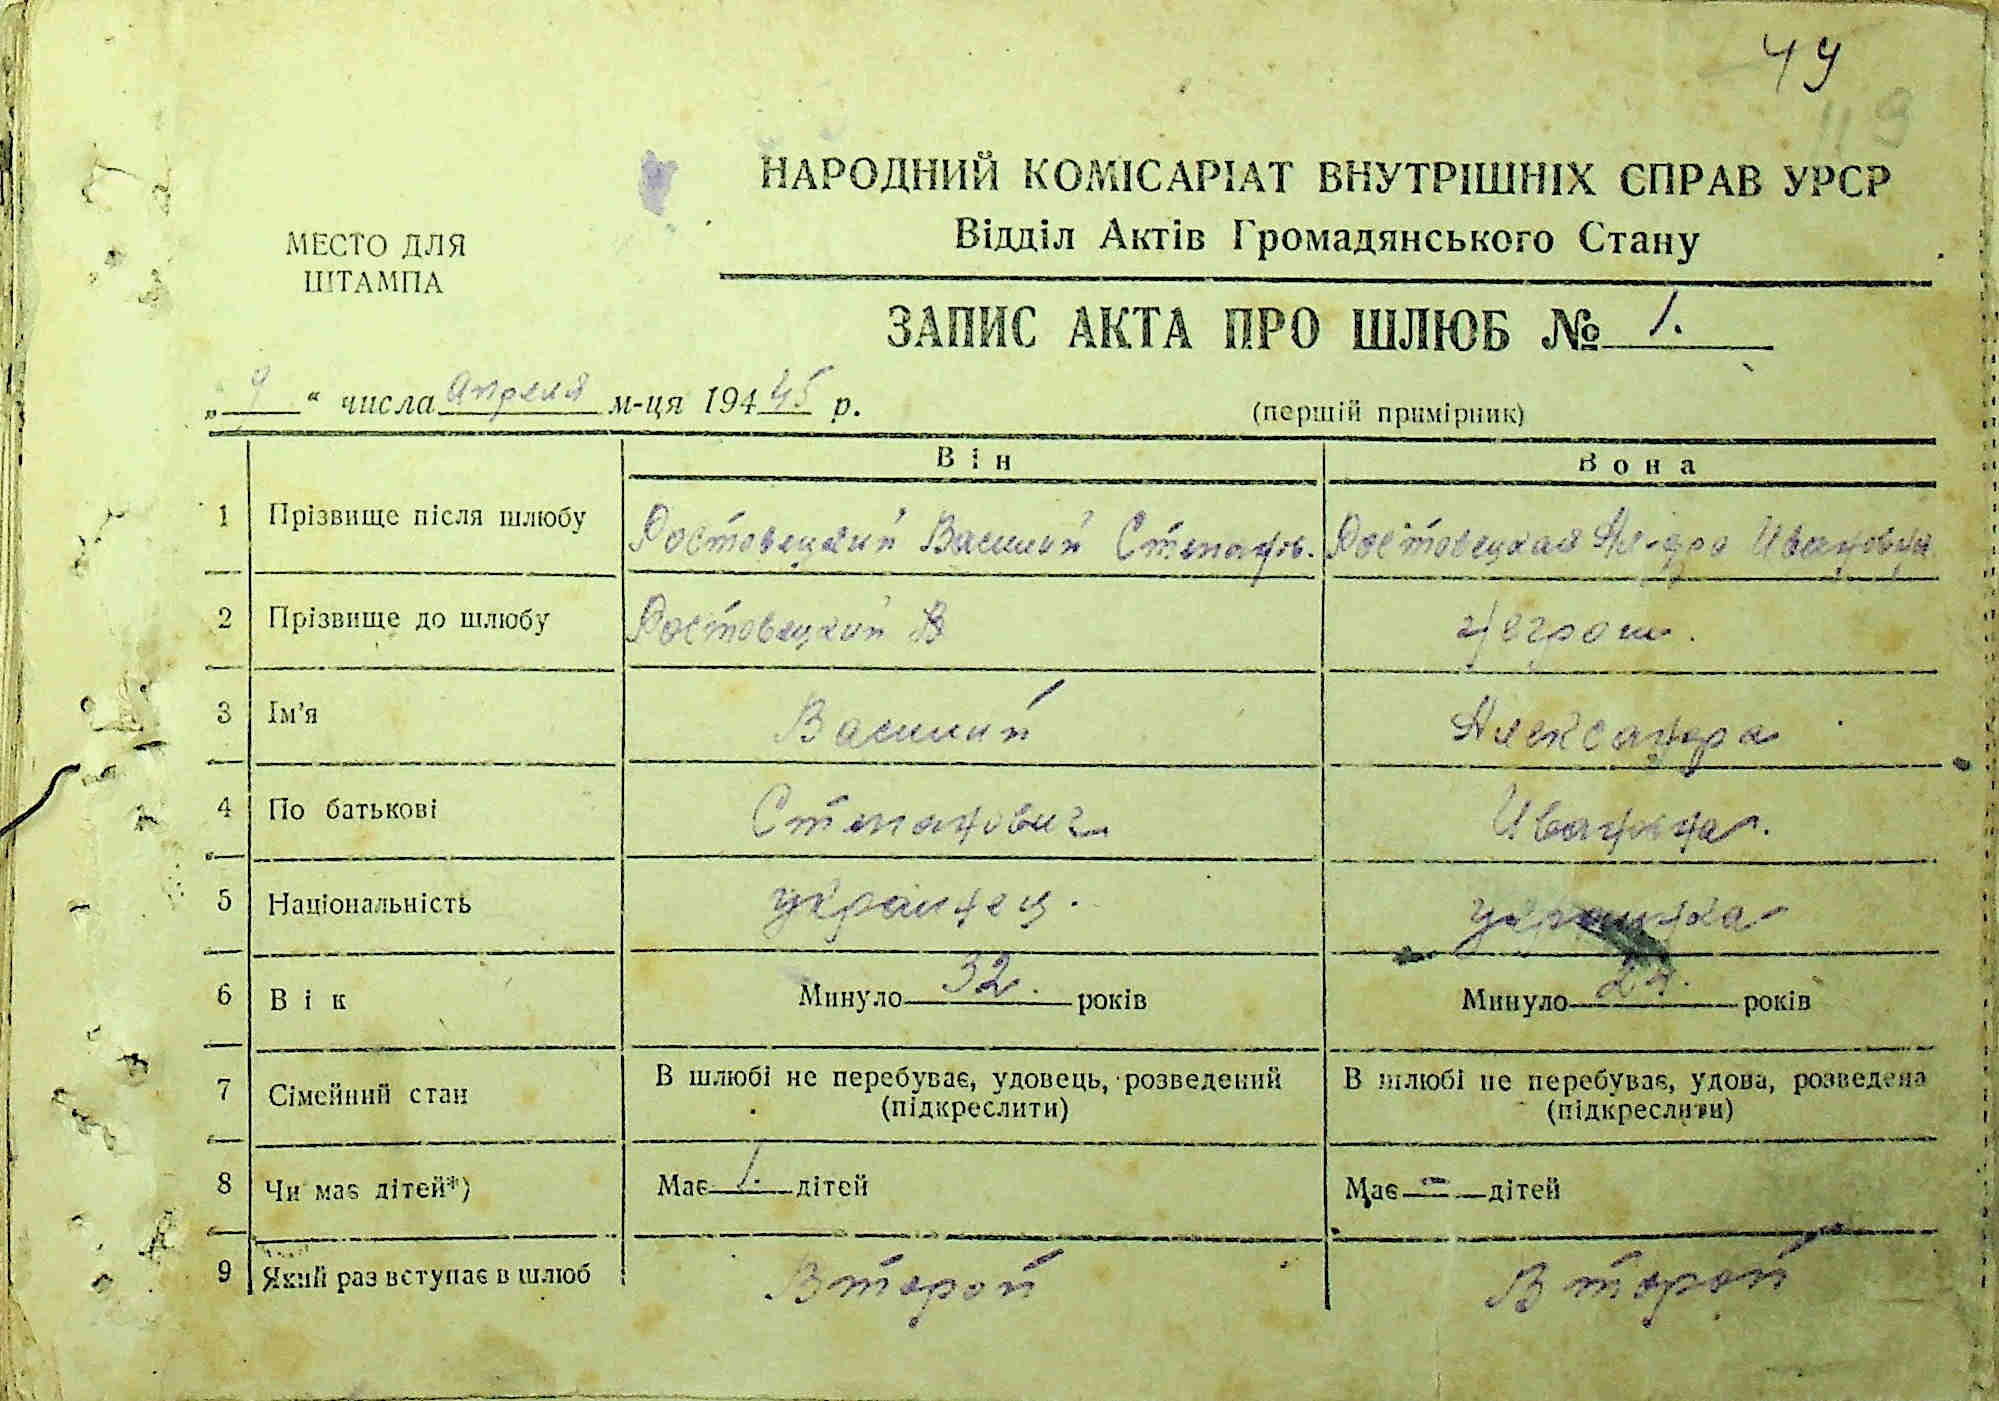 49
НАРОДНИЙ КОМІСАРІАТ ВНУТРІШНІХ СПРАВ УРСР
Відділ Актів Громадянського Стану
МЕСТО ДЛЯ
ШТАМПА
ЗАПИС АКТА ПРО ШЛЮБ № 1.
„9“ числа апреля м-ця 194 45 р.
(першій примірник)
Він Вона
1 Прізвище після шлюбу Ростовецкий Василий Степанов. Ростовецкая Ал-дра Ивановна
2 Прізвище до шлюбу Ростовецкий В Негрош.
3 Ім'я Василий Александра
4 По батькові Степанович Ивановна.
5 Національність украинец. украинка
6 Вік Минуло 32. років Минуло років
7 Сімейний стан В шлюбі не перебуває, удовець, розведений (підкреслити) В шлюбі не перебуває, удова, розведена (підкреслити)
8 Чи має дітей*) Має 1. дітей Має — дітей
9 Який раз вступає в шлюб Второй Второй